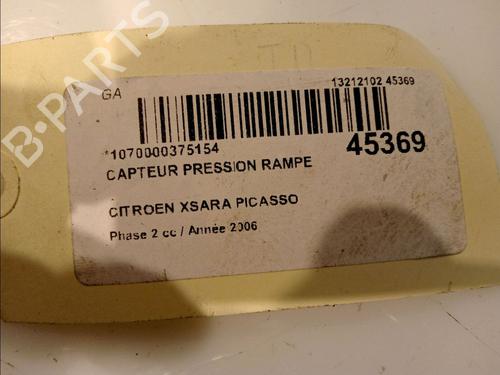 GA
13212102 45369
*1070000375154
45369
CAPTEUR PRESSION RAMPE
CITROEN XSARA PICASSO
Phase 2 cc / Année 2006
B-PARTS